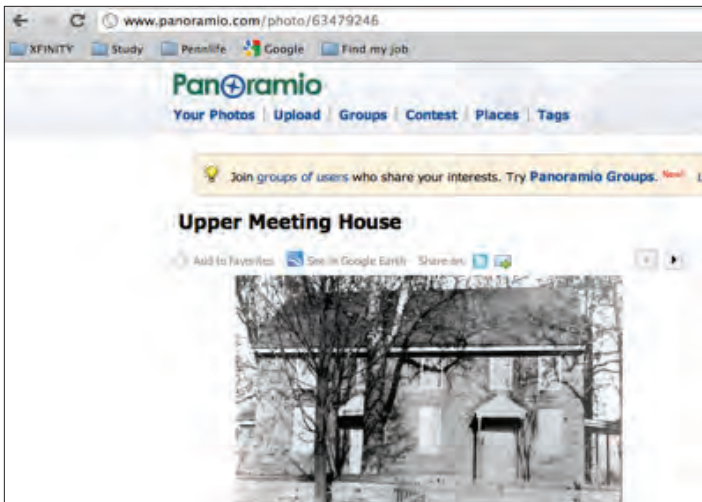 www.panoramio.com/photo/63479246
XFINITY Study Pennlife Google Find my job
Panoramio
Your Photos | Upload | Groups | Contest | Places | Tags
Join groups of users who share your interests. Try Panoramio Groups. New!
Upper Meeting House
Add to Favorites See in Google Earth Share on: